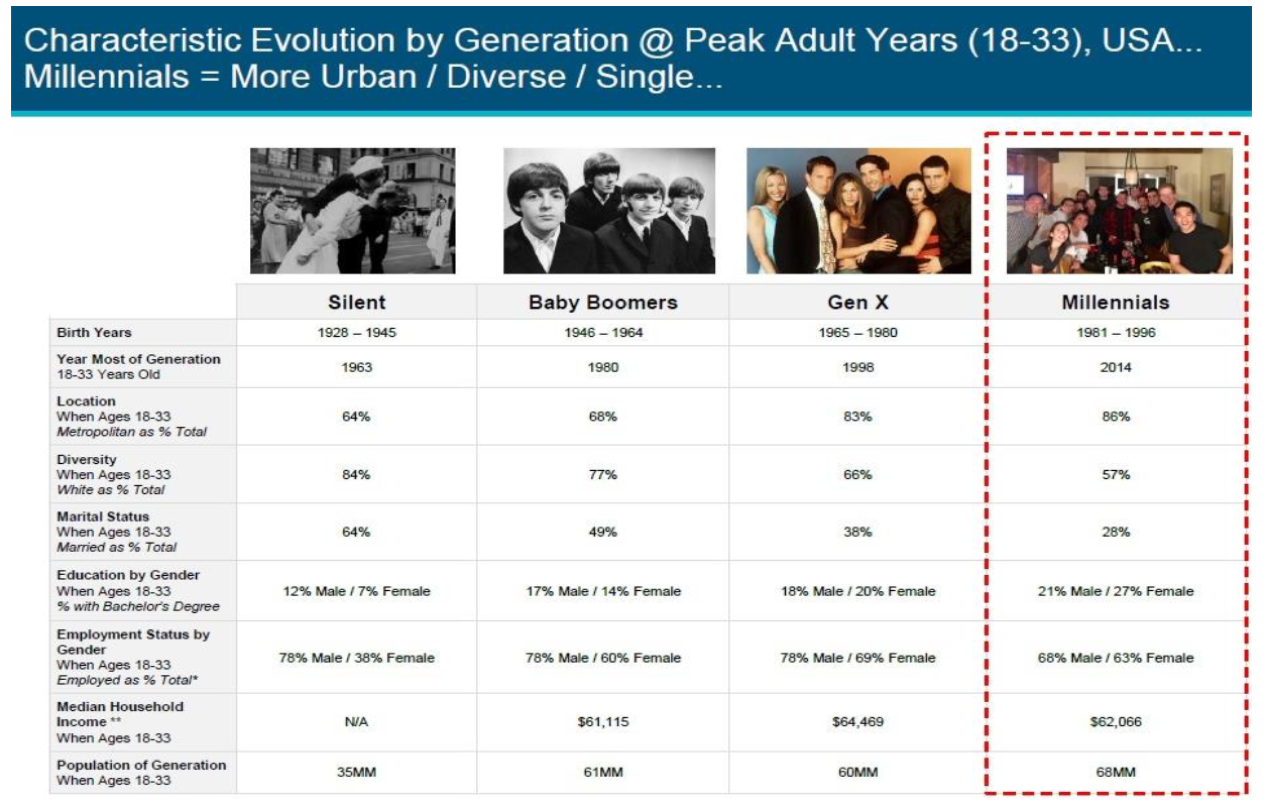 Characteristic Evolution by Generation @ Peak Adult Years (18-33), USA...
Millennials = More Urban / Diverse / Single...
Silent Baby Boomers Gen X Millennials
Birth Years 1928 – 1945 1946 – 1964 1965 – 1980 1981 – 1996
Year Most of Generation
18-33 Years Old 1963 1980 1998 2014
Location
When Ages 18-33 64% 68% 83% 86%
Metropolitan as % Total
Diversity
When Ages 18-33 84% 77% 66% 57%
White as % Total
Marital Status
When Ages 18-33 64% 49% 38% 28%
Married as % Total
Education by Gender
When Ages 18-33 12% Male / 7% Female 17% Male / 14% Female 18% Male / 20% Female 21% Male / 27% Female
% with Bachelor's Degree
Employment Status by
Gender
When Ages 18-33 78% Male / 38% Female 78% Male / 60% Female 78% Male / 69% Female 68% Male / 63% Female
Employed as % Total*
Median Household
Income ** N/A $61,115 $64,469 $62,066
When Ages 18-33
Population of Generation
When Ages 18-33 35MM 61MM 60MM 68MM